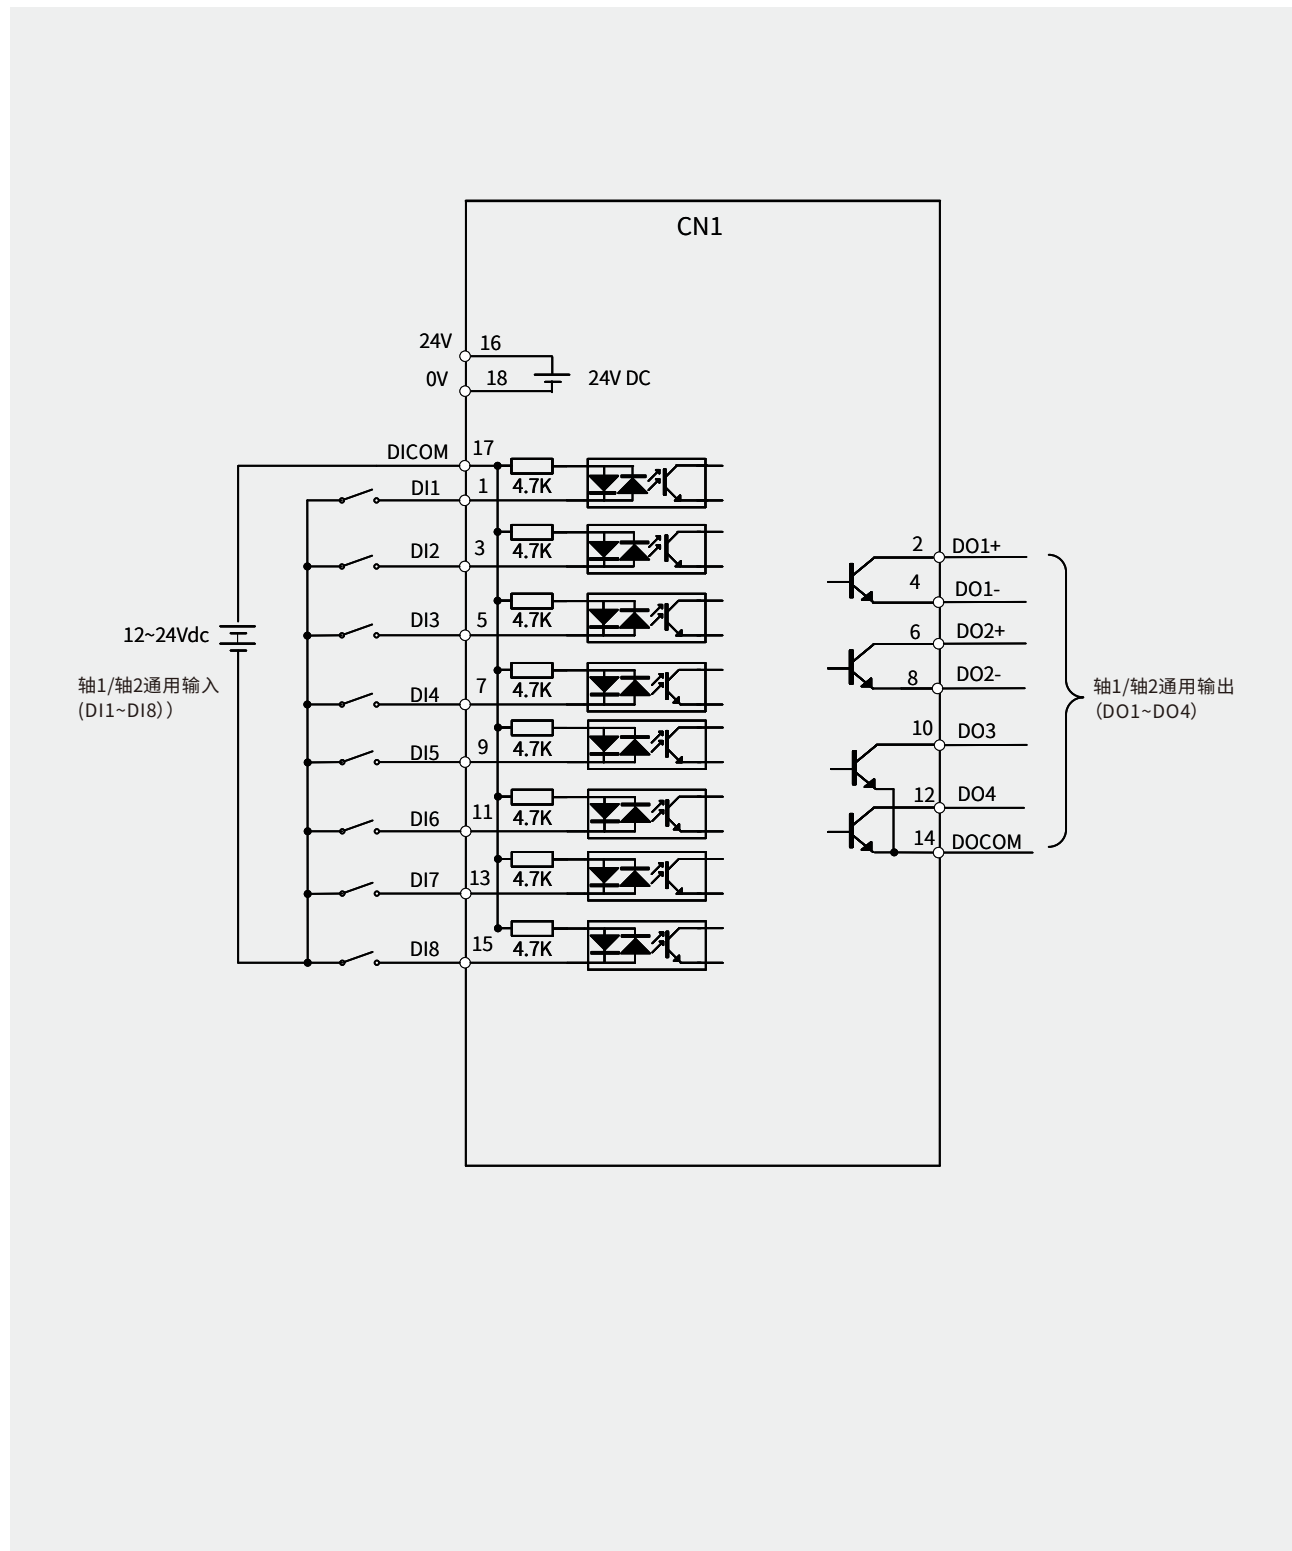 CN1
24V 16
0V 18 24V DC
DICOM 17
DI1 1 4.7K
DI2 3 4.7K
DI3 5 4.7K
DI4 7 4.7K
DI5 9 4.7K
DI6 11 4.7K
DI7 13 4.7K
DI8 15 4.7K
12~24Vdc
轴1/轴2通用输入
(DI1~DI8)）
2 DO1+
4 DO1-
6 DO2+
8 DO2-
10 DO3
12 DO4
14 DOCOM
轴1/轴2通用输出
（DO1~DO4）